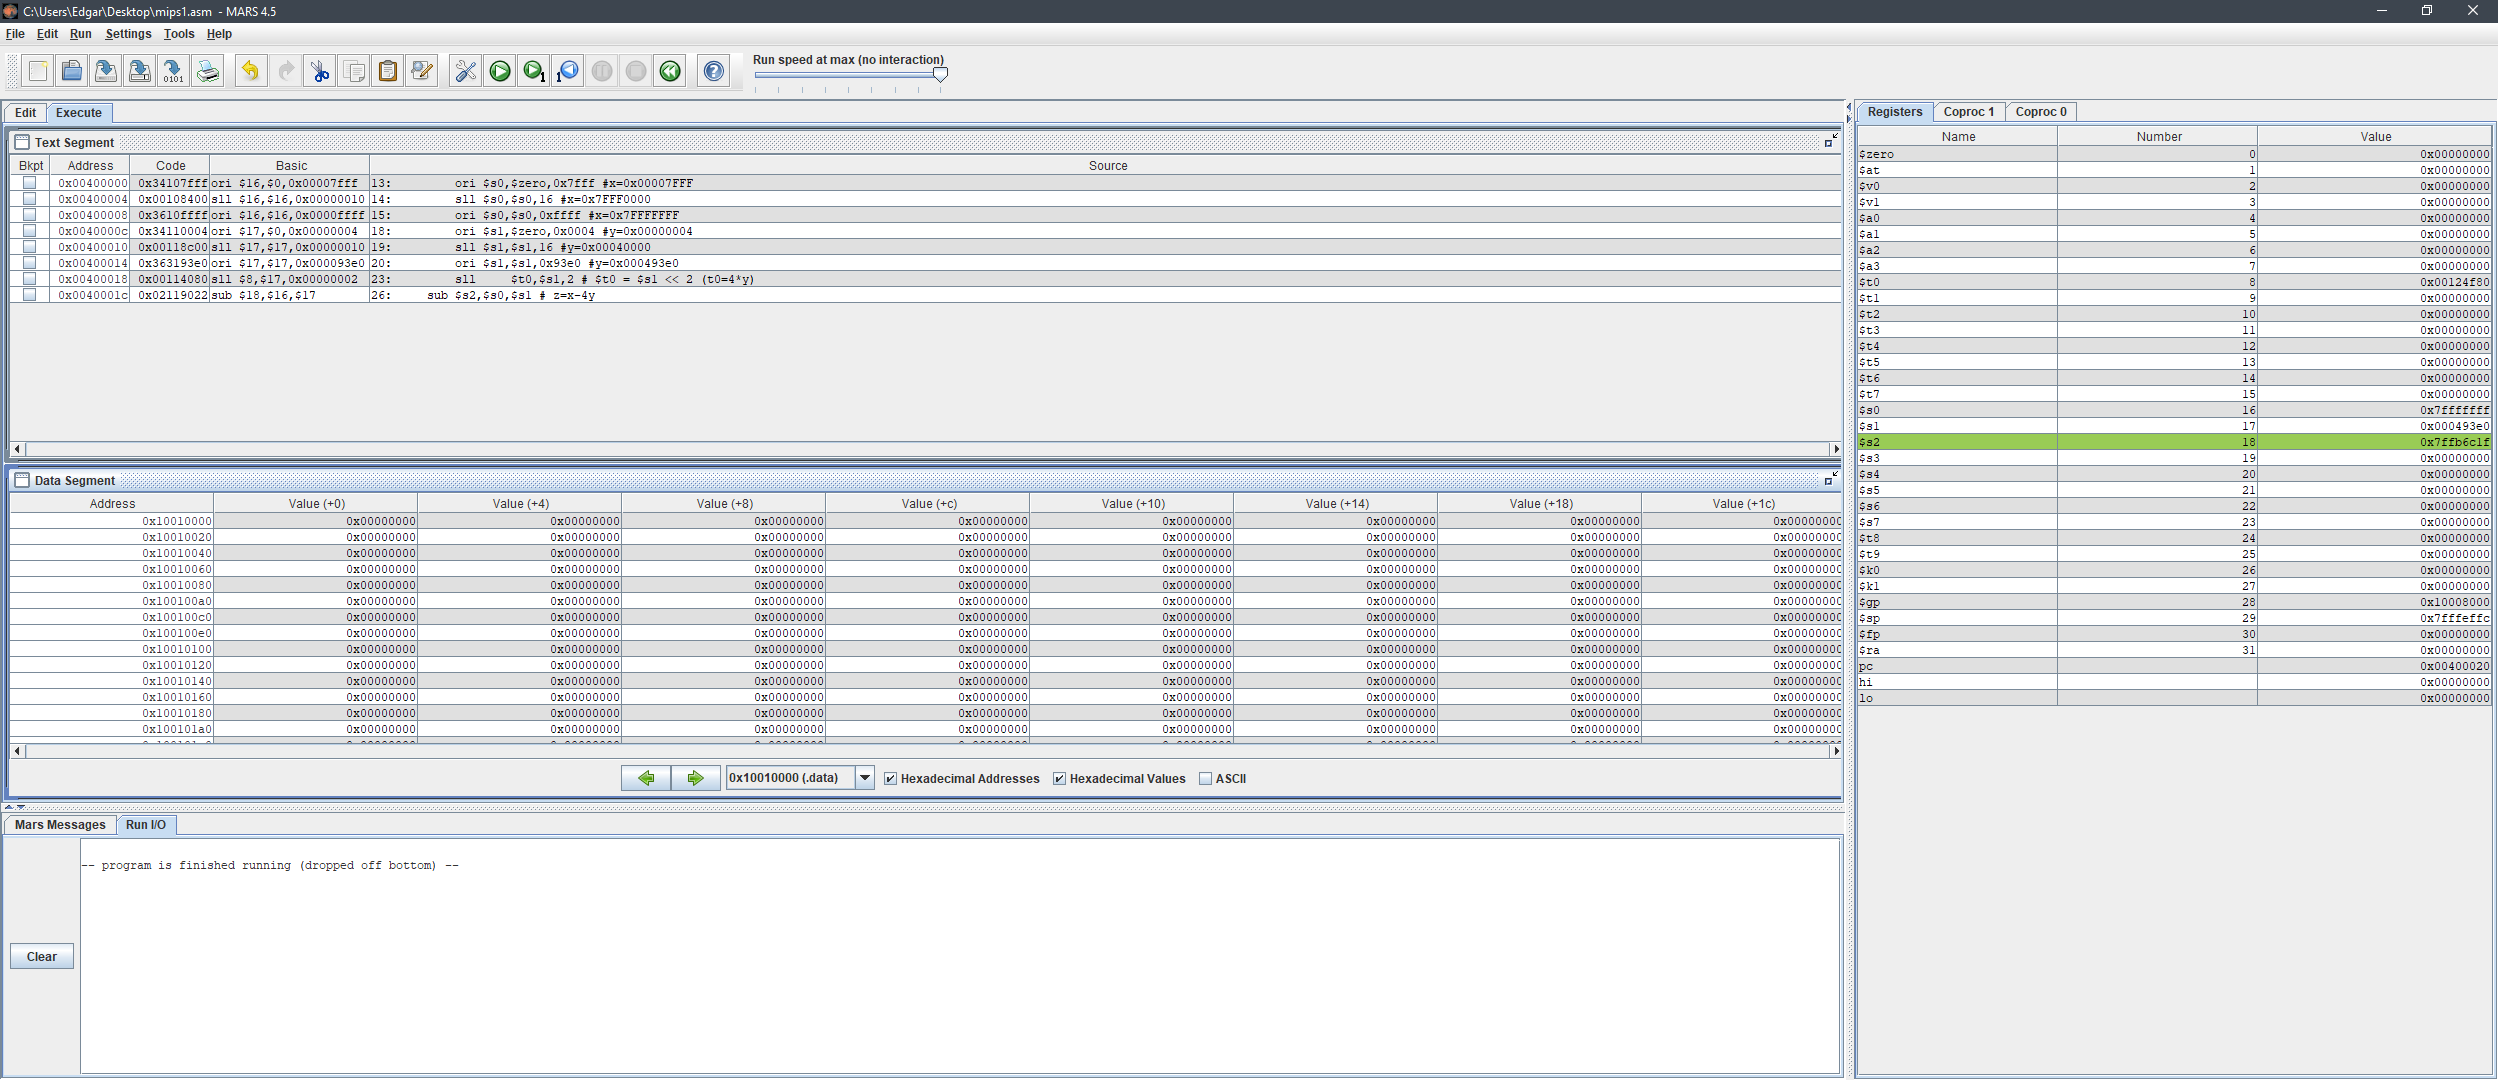 C:\Users\Edgar\Desktop\mips1.asm - MARS 4.5
File Edit Run Settings Tools Help
Run speed at max (no interaction)
Edit Execute
Text Segment
Bkpt Address Code Basic Source
0x00400000 0x34107fff ori $16,$0,0x00007fff 13: ori $s0,$zero,0x7fff #x=0x00007FFF
0x00400004 0x00108400 sll $16,$16,0x00000010 14: sll $s0,$s0,16 #x=0x7FFF0000
0x00400008 0x3610ffff ori $16,$16,0x0000ffff 15: ori $s0,$s0,0xffff #x=0x7FFFFFFF
0x0040000c 0x34110004 ori $17,$0,0x00000004 18: ori $s1,$zero,0x0004 #y=0x00000004
0x00400010 0x00118c00 sll $17,$17,0x00000010 19: sll $s1,$s1,16 #y=0x00040000
0x00400014 0x363193e0 ori $17,$17,0x000093e0 20: ori $s1,$s1,0x93e0 #y=0x000493e0
0x00400018 0x00114080 sll $8,$17,0x00000002 23: sll $t0,$s1,2 # $t0 = $s1 << 2 (t0=4*y)
0x0040001c 0x02119022 sub $18,$16,$17 26: sub $s2,$s0,$s1 # z=x-4y
Data Segment
Address Value (+0) Value (+4) Value (+8) Value (+c) Value (+10) Value (+14) Value (+18) Value (+1c)
0x10010000 0x00000000 0x00000000 0x00000000 0x00000000 0x00000000 0x00000000 0x00000000 0x00000000
0x10010020 0x00000000 0x00000000 0x00000000 0x00000000 0x00000000 0x00000000 0x00000000 0x00000000
0x10010040 0x00000000 0x00000000 0x00000000 0x00000000 0x00000000 0x00000000 0x00000000 0x00000000
0x10010060 0x00000000 0x00000000 0x00000000 0x00000000 0x00000000 0x00000000 0x00000000 0x00000000
0x10010080 0x00000000 0x00000000 0x00000000 0x00000000 0x00000000 0x00000000 0x00000000 0x00000000
0x100100a0 0x00000000 0x00000000 0x00000000 0x00000000 0x00000000 0x00000000 0x00000000 0x00000000
0x100100c0 0x00000000 0x00000000 0x00000000 0x00000000 0x00000000 0x00000000 0x00000000 0x00000000
0x100100e0 0x00000000 0x00000000 0x00000000 0x00000000 0x00000000 0x00000000 0x00000000 0x00000000
0x10010100 0x00000000 0x00000000 0x00000000 0x00000000 0x00000000 0x00000000 0x00000000 0x00000000
0x10010120 0x00000000 0x00000000 0x00000000 0x00000000 0x00000000 0x00000000 0x00000000 0x00000000
0x10010140 0x00000000 0x00000000 0x00000000 0x00000000 0x00000000 0x00000000 0x00000000 0x00000000
0x10010160 0x00000000 0x00000000 0x00000000 0x00000000 0x00000000 0x00000000 0x00000000 0x00000000
0x10010180 0x00000000 0x00000000 0x00000000 0x00000000 0x00000000 0x00000000 0x00000000 0x00000000
0x100101a0 0x00000000 0x00000000 0x00000000 0x00000000 0x00000000 0x00000000 0x00000000 0x00000000
0x10010000 (.data) Hexadecimal Addresses Hexadecimal Values ASCII
Mars Messages Run I/O
-- program is finished running (dropped off bottom) --
Clear
Registers Coproc 1 Coproc 0
Name Number Value
$zero 0 0x00000000
$at 1 0x00000000
$v0 2 0x00000000
$v1 3 0x00000000
$a0 4 0x00000000
$a1 5 0x00000000
$a2 6 0x00000000
$a3 7 0x00000000
$t0 8 0x00124f80
$t1 9 0x00000000
$t2 10 0x00000000
$t3 11 0x00000000
$t4 12 0x00000000
$t5 13 0x00000000
$t6 14 0x00000000
$t7 15 0x00000000
$s0 16 0x7fffffff
$s1 17 0x000493e0
$s2 18 0x7ffb6c1f
$s3 19 0x00000000
$s4 20 0x00000000
$s5 21 0x00000000
$s6 22 0x00000000
$s7 23 0x00000000
$t8 24 0x00000000
$t9 25 0x00000000
$k0 26 0x00000000
$k1 27 0x00000000
$gp 28 0x10008000
$sp 29 0x7fffeffc
$fp 30 0x00000000
$ra 31 0x00000000
pc 0x00400020
hi 0x00000000
lo 0x00000000